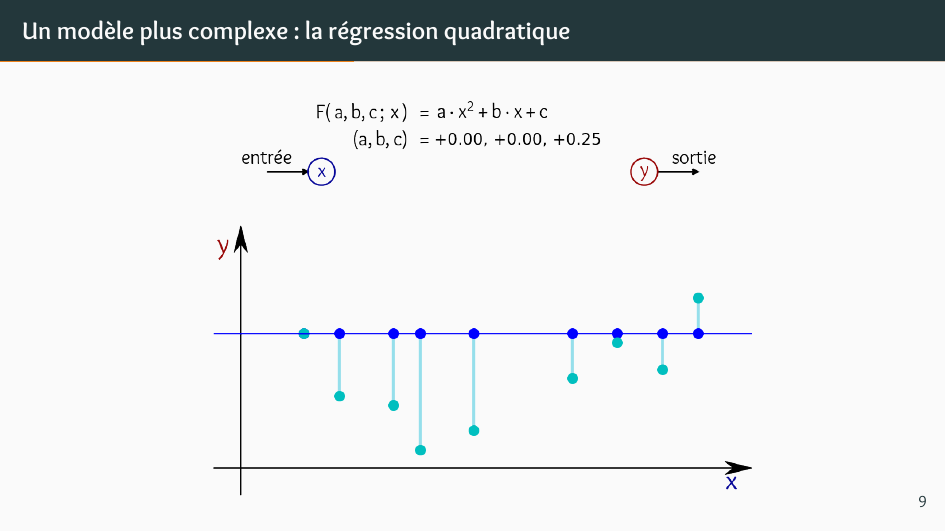 Un modèle plus complexe : la régression quadratique
F(a,b,c; x) = a · x² + b · x + c
(a,b,c) = +0.00, +0.00, +0.25
entrée x y sortie
y
x
9